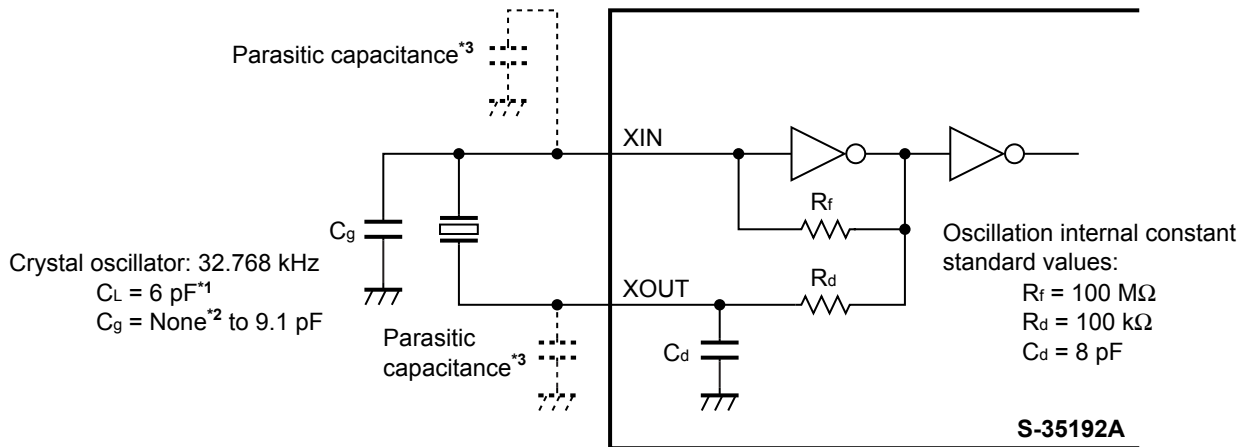 Parasitic capacitance*3
XIN
Rf
Cg
Crystal oscillator: 32.768 kHz
CL = 6 pF*1
Cg = None*2 to 9.1 pF
XOUT
Rd
Parasitic
capacitance*3
Cd
Oscillation internal constant
standard values:
Rf = 100 MΩ
Rd = 100 kΩ
Cd = 8 pF
S-35192A